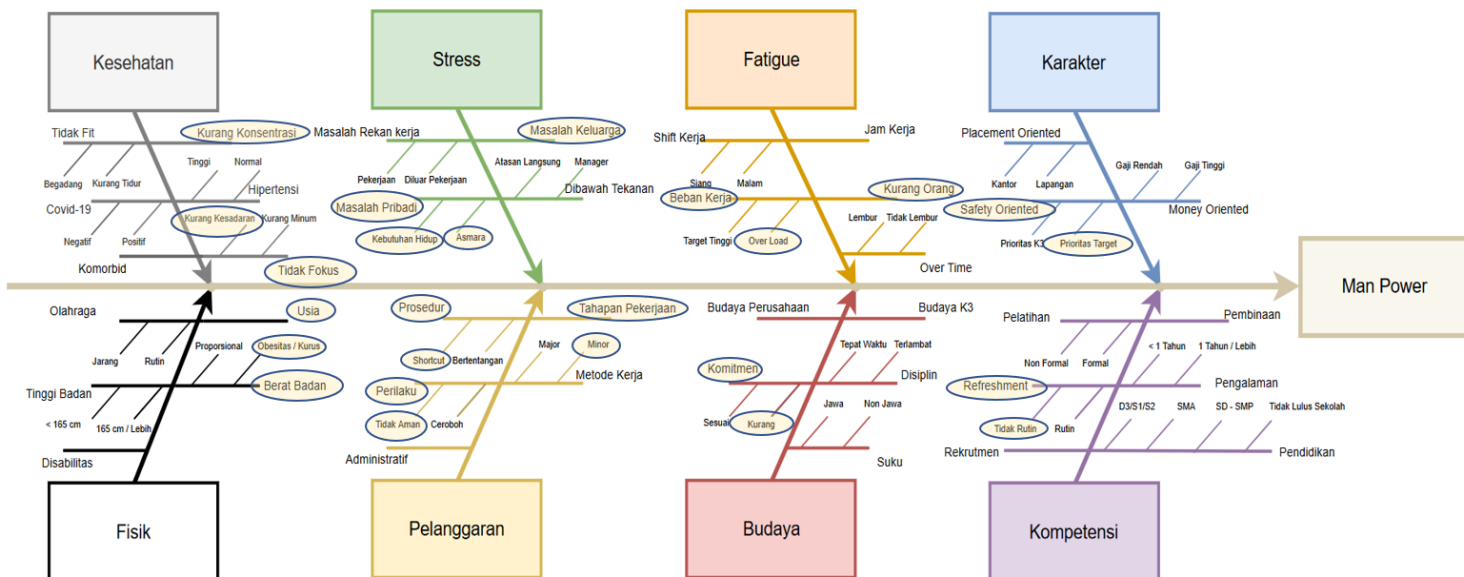 Kesehatan
Stress
Fatigue
Karakter
Tidak Fit
Kurang Konsentrasi
Begadang
Kurang Tidur
Tinggi
Normal
Hipertensi
Covid-19
Kurang Kesadaran
Kurang Minum
Negatif
Positif
Komorbid
Tidak Fokus
Masalah Rekan kerja
Masalah Keluarga
Pekerjaan
Diluar Pekerjaan
Atasan Langsung
Manager
Dibawah Tekanan
Masalah Pribadi
Kebutuhan Hidup
Asmara
Shift Kerja
Jam Kerja
Siang
Malam
Beban Kerja
Kurang Orang
Lembur
Tidak Lembur
Target Tinggi
Over Load
Over Time
Placement Oriented
Kantor
Lapangan
Gaji Rendah
Gaji Tinggi
Safety Oriented
Money Oriented
Prioritas K3
Prioritas Target
Man Power
Olahraga
Usia
Jarang
Rutin
Proporsional
Obesitas / Kurus
Tinggi Badan
Berat Badan
< 165 cm
165 cm / Lebih
Disabilitas
Prosedur
Tahapan Pekerjaan
Shortcut
Bertentangan
Major
Minor
Metode Kerja
Perilaku
Tidak Aman
Ceroboh
Administratif
Budaya Perusahaan
Budaya K3
Tepat Waktu
Terlambat
Komitmen
Disiplin
Sesuai
Kurang
Jawa
Non Jawa
Suku
Pelatihan
Pembinaan
Non Formal
Formal
< 1 Tahun
1 Tahun / Lebih
Refreshment
Pengalaman
Tidak Rutin
Rutin
D3/S1/S2
SMA
SD - SMP
Tidak Lulus Sekolah
Rekrutmen
Pendidikan
Fisik
Pelanggaran
Budaya
Kompetensi